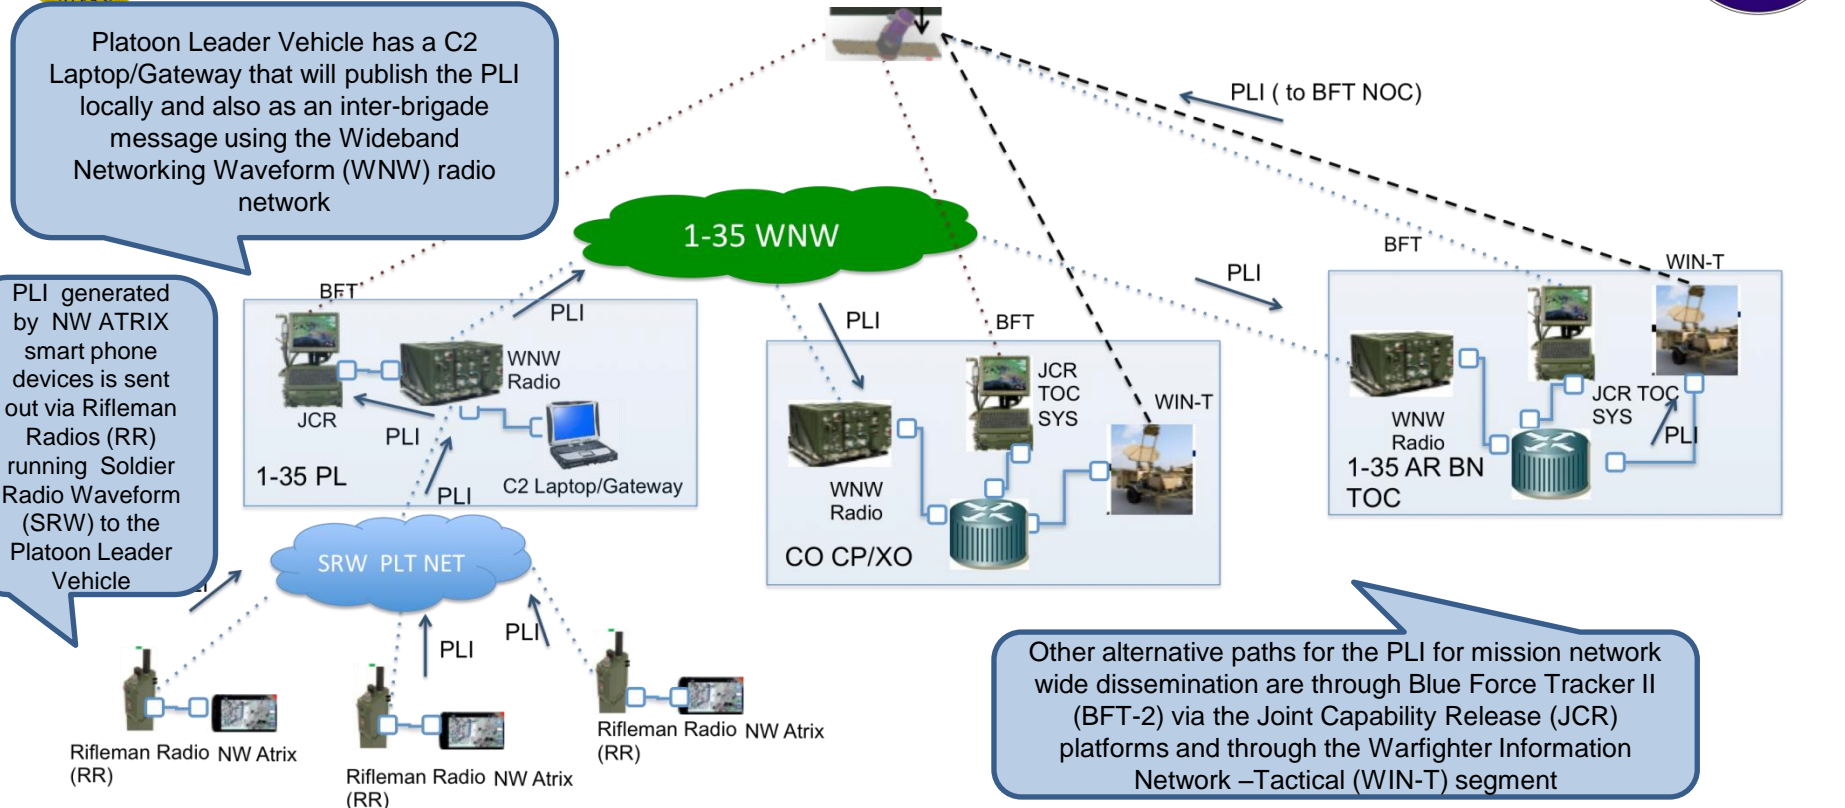 Platoon Leader Vehicle has a C2
Laptop/Gateway that will publish the PLI
locally and also as an inter-brigade
message using the Wideband
Networking Waveform (WNW) radio
network
PLI ( to BFT NOC)
1-35 WNW
BFT
WIN-T
PLI
PLI generated
by NW ATRIX
smart phone
devices is sent
out via Rifleman
Radios (RR)
running Soldier
Radio Waveform
(SRW) to the
Platoon Leader
Vehicle
BFT
PLI
WNW
Radio
JCR
PLI
1-35 PL
PLI
C2 Laptop/Gateway
PLI
BFT
JCR
TOC
SYS
WIN-T
WNW
Radio
CO CP/XO
JCR TOC
SYS
WNW
Radio
PLI
1-35 AR BN
TOC
SRW PLT NET
PLI
PLI
Rifleman Radio
(RR)
NW Atrix
Rifleman Radio
(RR)
NW Atrix
Rifleman Radio
(RR)
NW Atrix
Other alternative paths for the PLI for mission network
wide dissemination are through Blue Force Tracker II
(BFT-2) via the Joint Capability Release (JCR)
platforms and through the Warfighter Information
Network –Tactical (WIN-T) segment